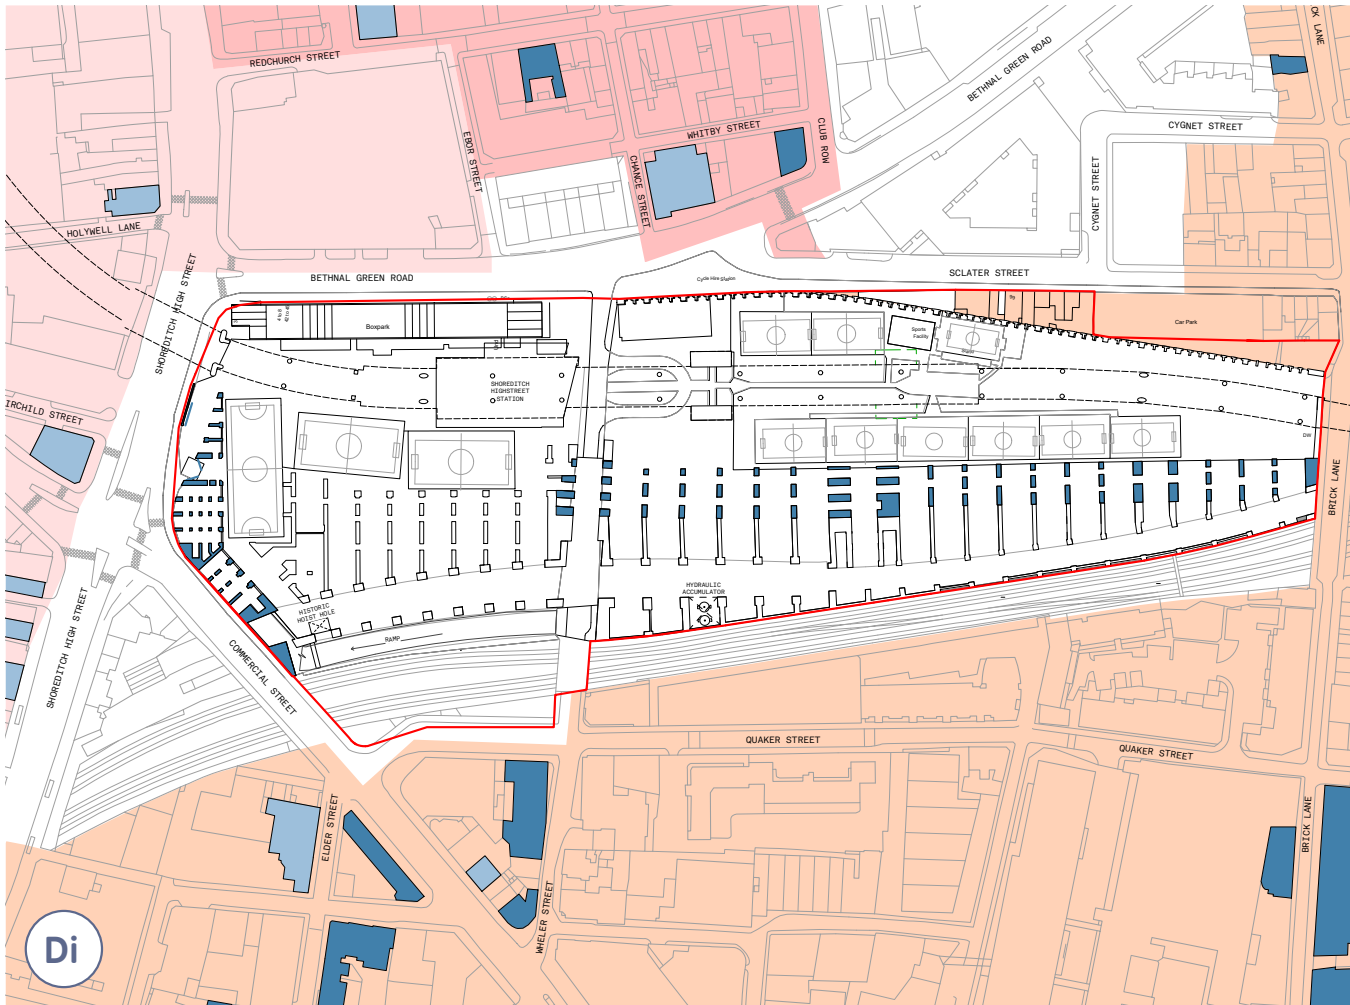 CK LANE
REDCHURCH STREET
BETHNAL GREEN ROAD
WHITBY STREET
CLUB ROW
CYGNET STREET
EBOR STREET
CHANCE STREET
CYGNET STREET
HOLYWELL LANE
SHOREDITCH HIGH STREET
BETHNAL GREEN ROAD
SCLATER STREET
Cycle Hire Station
Boxpark
Sports
Facility
Car Park
SHOREDITCH
HIGHSTREET
STATION
IRCHILD STREET
BRICK LANE
HYDRAULIC
ACCUMULATOR
HISTORIC
HOIST HOLE
RAMP
SHOREDITCH HIGH STREET
COMMERCIAL STREET
QUAKER STREET
QUAKER STREET
ELDER STREET
BRICK LANE
WHELER STREET
Di